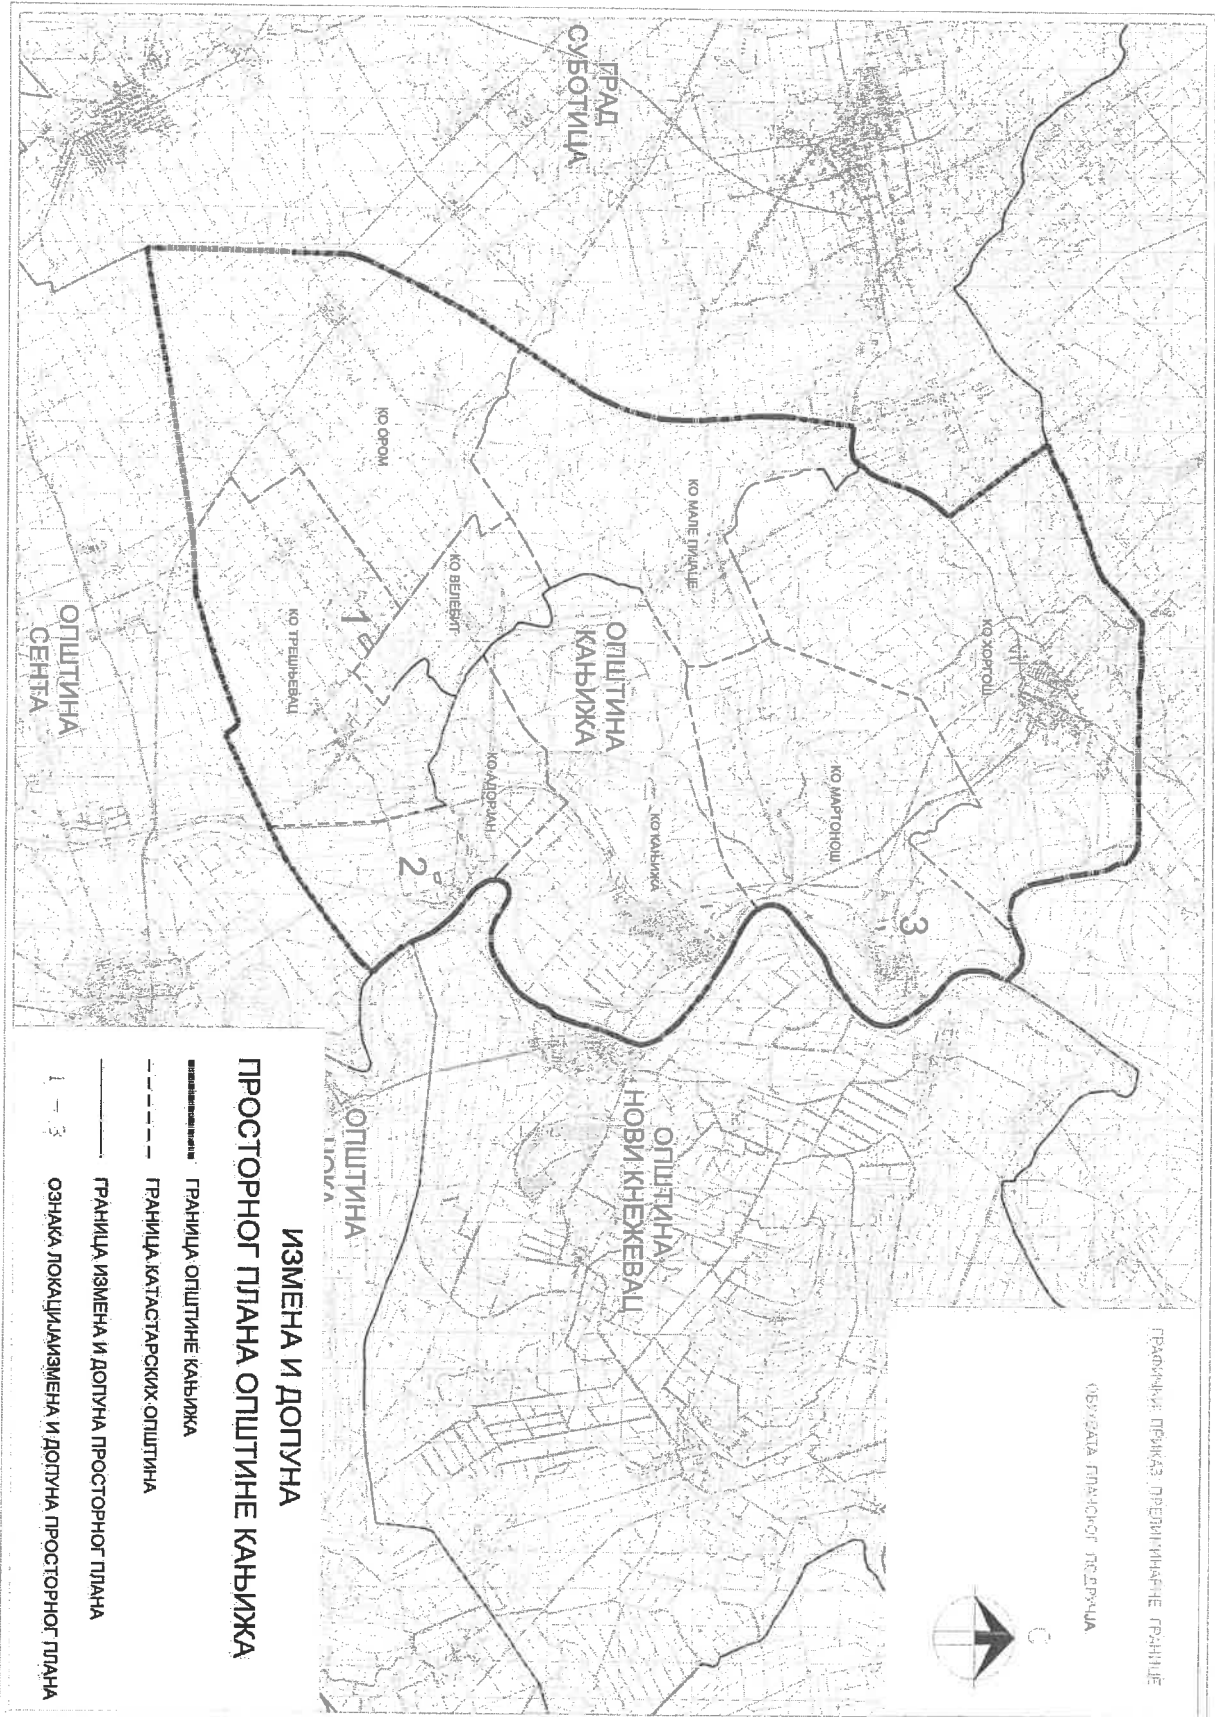 ГРАФИЧКИ ПРИКАЗ ПРЕЛИМИНАРНЕ ГРАНИЦЕ
ОБУХВАТА ПЛАНСКОГ ПОДРУЧЈА
С
ГРАД
СУБОТИЦА
КО ХОРГОШ
КО МАРТОНОШ
3
КО МАЛЕ ПИЈАЦЕ
КО КАЊИЖА
ОПШТИНА
КАЊИЖА
ОПШТИНА
НОВИ КНЕЖЕВАЦ
КО АДОРЈАН
КО ВЕЛЕБИТ
КО ОРОМ
2
1
КО ТРЕШЊЕВАЦ
ОПШТИНА
ОПШТИНА
СЕНТА
ИЗМЕНА И ДОПУНА
ПРОСТОРНОГ ПЛАНА ОПШТИНЕ КАЊИЖА
ГРАНИЦА ОПШТИНЕ КАЊИЖА
ГРАНИЦА КАТАСТАРСКИХ ОПШТИНА
ГРАНИЦА ИЗМЕНА И ДОПУНА ПРОСТОРНОГ ПЛАНА
1 - 3 ОЗНАКА ЛОКАЦИЈАИЗМЕНА И ДОПУНА ПРОСТОРНОГ ПЛАНА